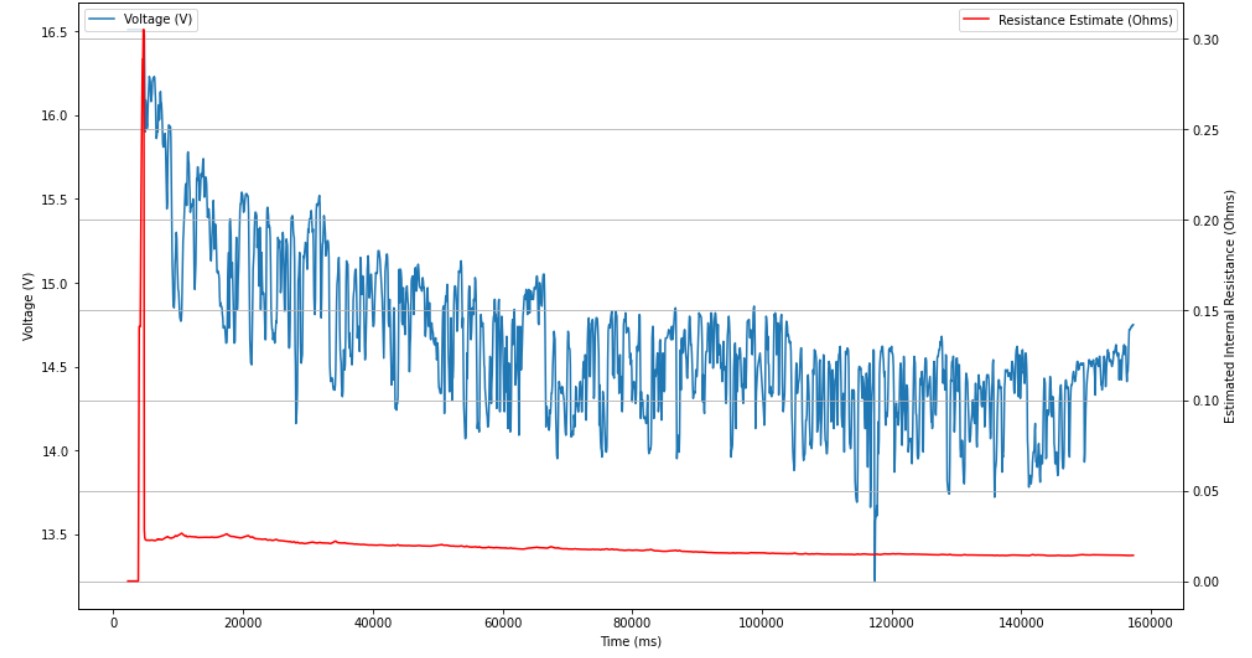 Voltage (V)
Resistance Estimate (Ohms)
16.5
16.0
15.5
15.0
14.5
14.0
13.5
Voltage (V)
0.30
0.25
0.20
0.15
0.10
0.05
0.00
Estimated Internal Resistance (Ohms)
0 20000 40000 60000 80000 100000 120000 140000 160000
Time (ms)